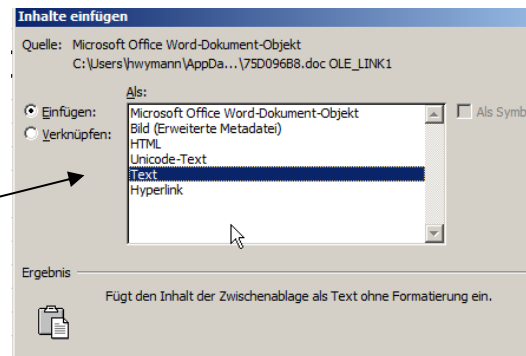 Inhalte einfügen
Quelle: Microsoft Office Word-Dokument-Objekt
C:\Users\hwymann\AppDa...\75D096B8.doc OLE_LINK1
Als:
Einfügen:
Verknüpfen:
Microsoft Office Word-Dokument-Objekt
Bild (Erweiterte Metadatei)
HTML
Unicode-Text
Text
Hyperlink
Als Symb
Ergebnis
Fügt den Inhalt der Zwischenablage als Text ohne Formatierung ein.